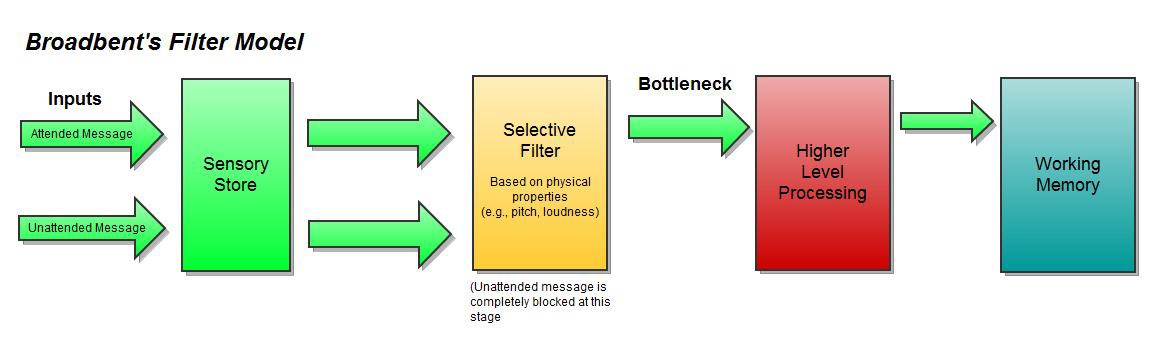 Broadbent's Filter Model
Inputs
Attended Message
Unattended Message
Sensory
Store
Selective
Filter
Based on physical
properties
(e.g., pitch, loudness)
(Unattended message is
completely blocked at this
stage
Bottleneck
Higher
Level
Processing
Working
Memory